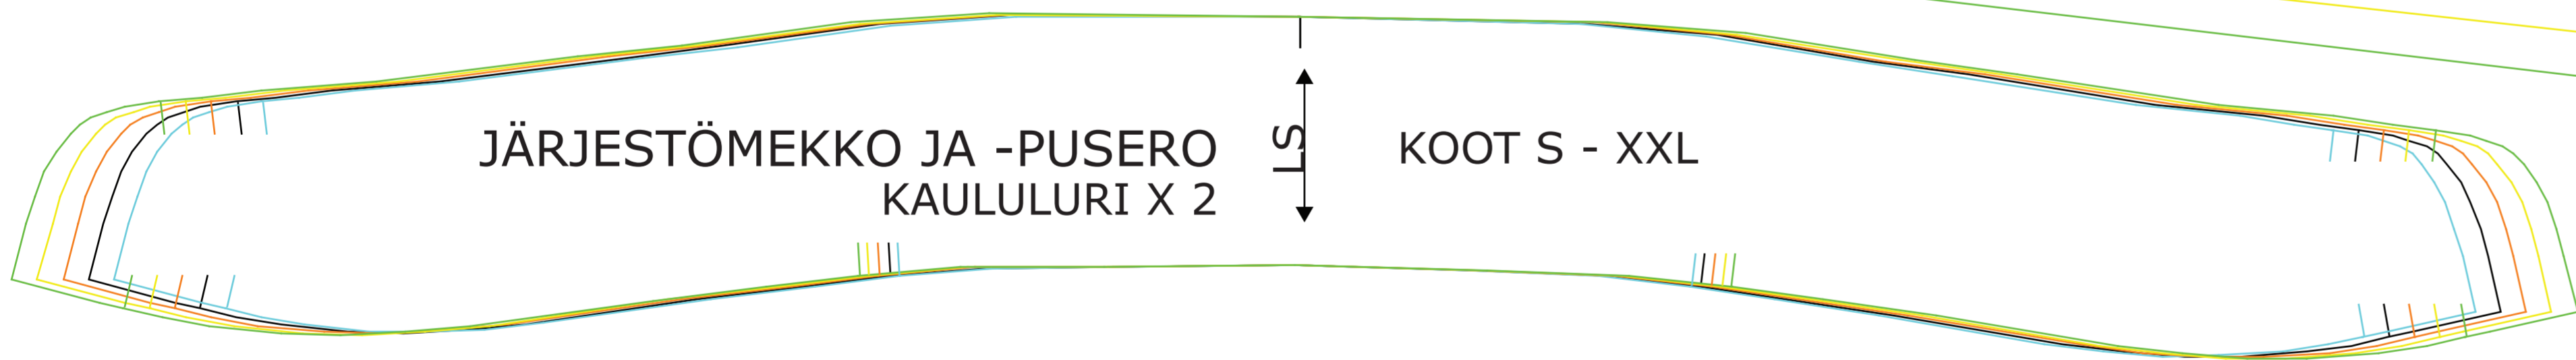 JÄRJESTÖMEKKO JA -PUSERO
KAULULURI X 2
LS
KOOT S - XXL